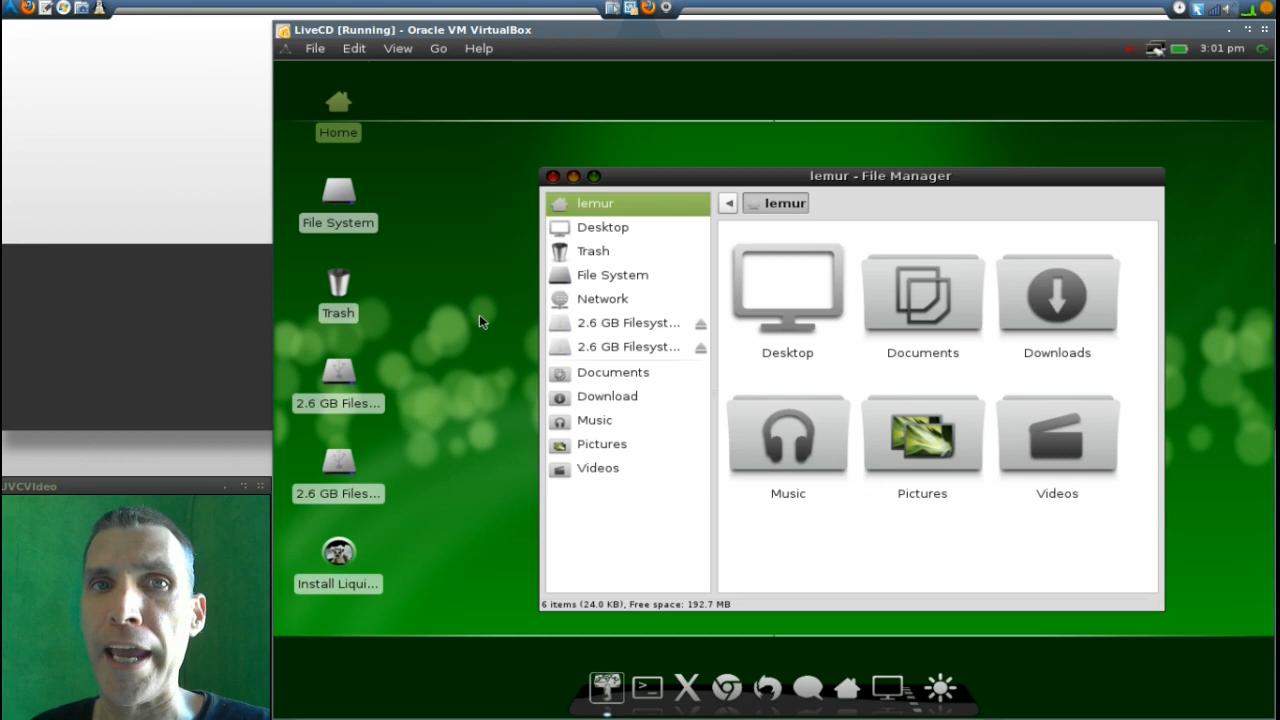 LiveCD [Running] - Oracle VM VirtualBox
File Edit View Go Help
3:01 pm
Home
File System
Trash
2.6 GB Files...
2.6 GB Files...
Install Liqui...
lemur - File Manager
lemur
Desktop
Trash
File System
Network
2.6 GB Filesyst...
2.6 GB Filesyst...
Documents
Download
Music
Pictures
Videos
lemur
Desktop Documents Downloads
Music Pictures Videos
6 items (24.0 KB), Free space: 192.7 MB
JVCVIdeo